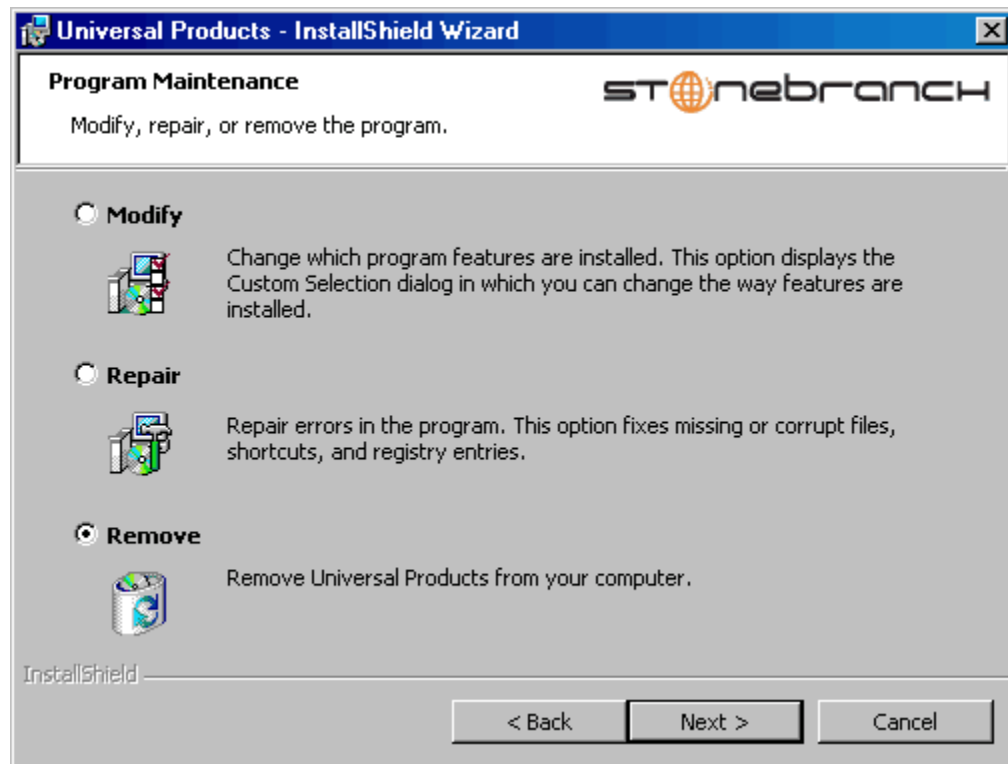 Universal Products - InstallShield Wizard
Program Maintenance
STONEBRANCH
Modify, repair, or remove the program.
Modify
Change which program features are installed. This option displays the
Custom Selection dialog in which you can change the way features are
installed.
Repair
Repair errors in the program. This option fixes missing or corrupt files,
shortcuts, and registry entries.
Remove
Remove Universal Products from your computer.
InstallShield
< Back
Next >
Cancel